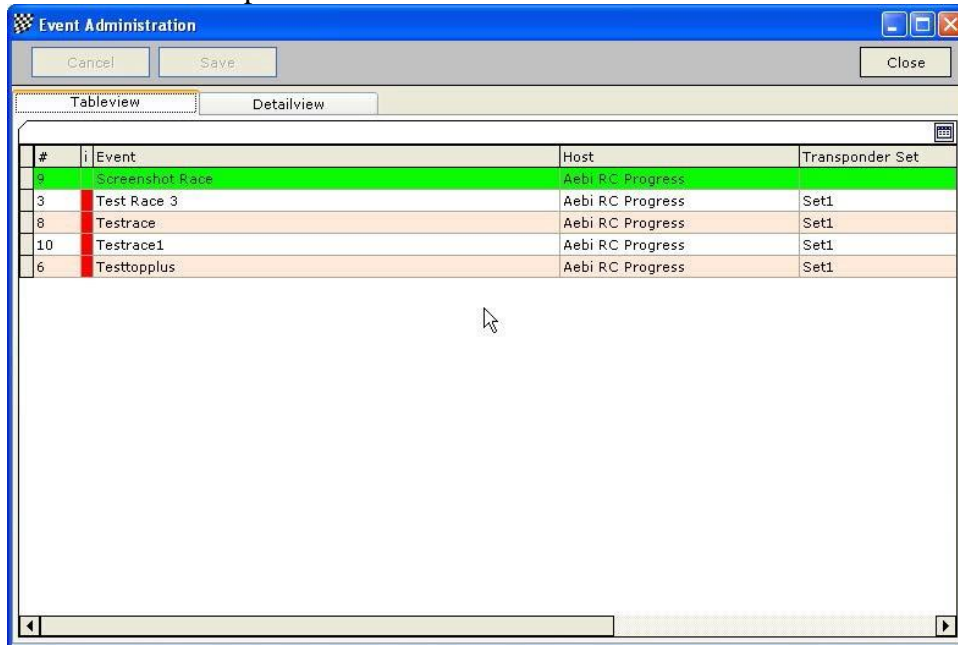 Event Administration
Cancel Save Close
Tableview Detailview
# i Event Host Transponder Set
9 Screenshot Race Aebi RC Progress
3 Test Race 3 Aebi RC Progress Set1
8 Testrace Aebi RC Progress Set1
10 Testrace1 Aebi RC Progress Set1
6 Testtopplus Aebi RC Progress Set1